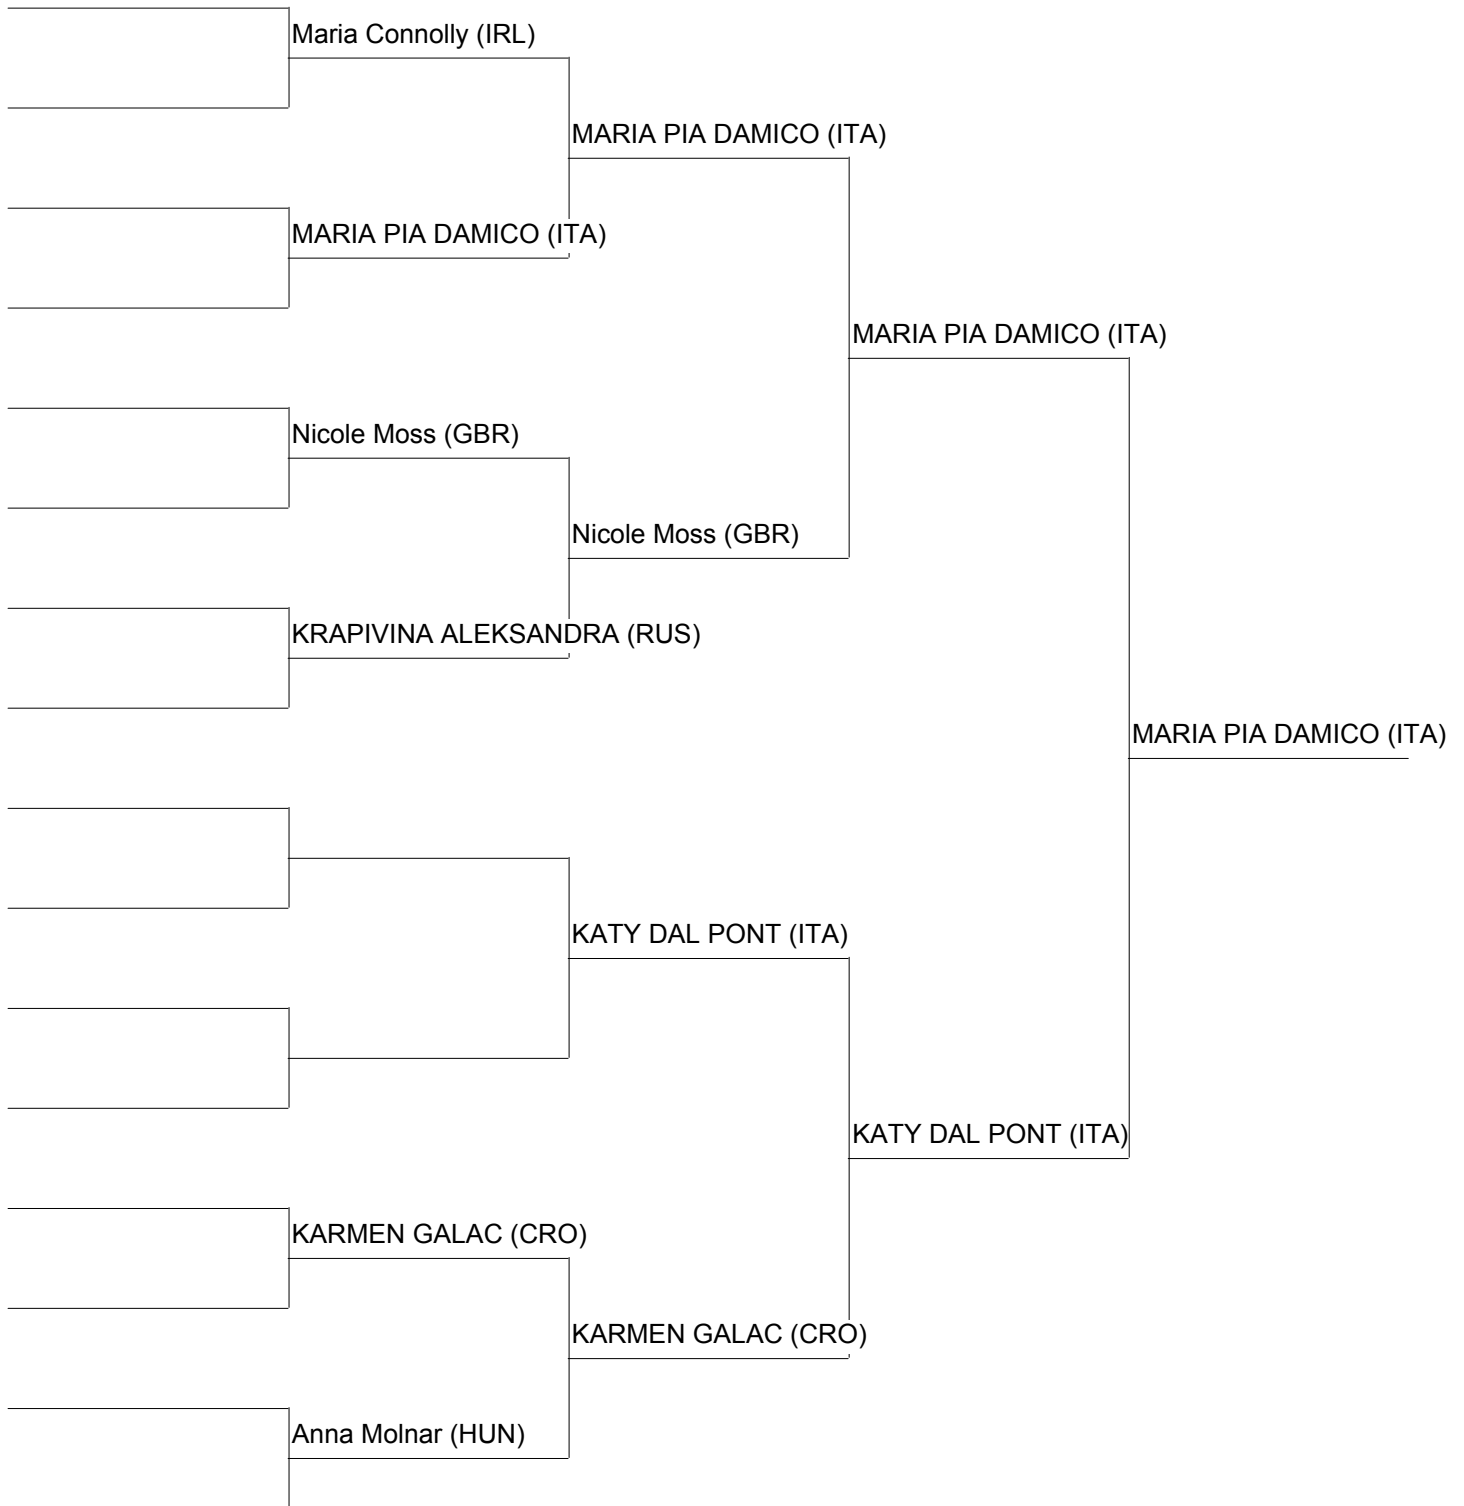 Maria Connolly (IRL)
MARIA PIA DAMICO (ITA)
MARIA PIA DAMICO (ITA)
MARIA PIA DAMICO (ITA)
Nicole Moss (GBR)
Nicole Moss (GBR)
KRAPIVINA ALEKSANDRA (RUS)
MARIA PIA DAMICO (ITA)
KATY DAL PONT (ITA)
KATY DAL PONT (ITA)
KARMEN GALAC (CRO)
KARMEN GALAC (CRO)
Anna Molnar (HUN)